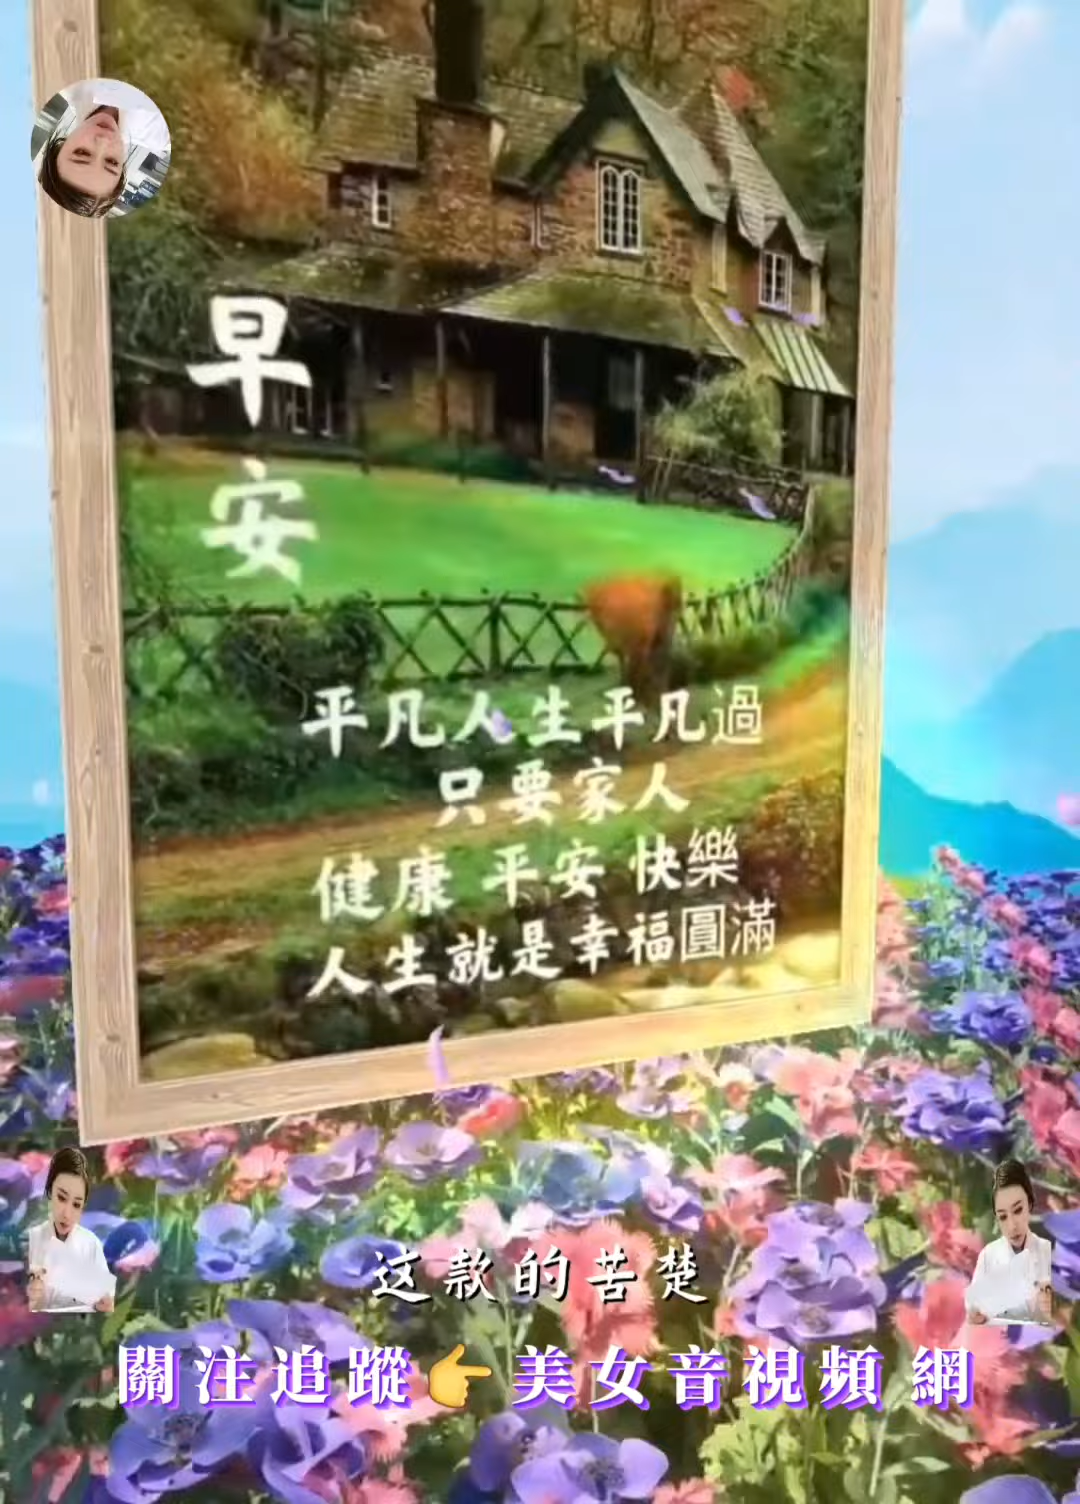 早安
平凡人生平凡過
只要家人
健康 平安 快樂
人生就是幸福圓滿
这款的苦楚
關注追蹤👉美女音視頻 網